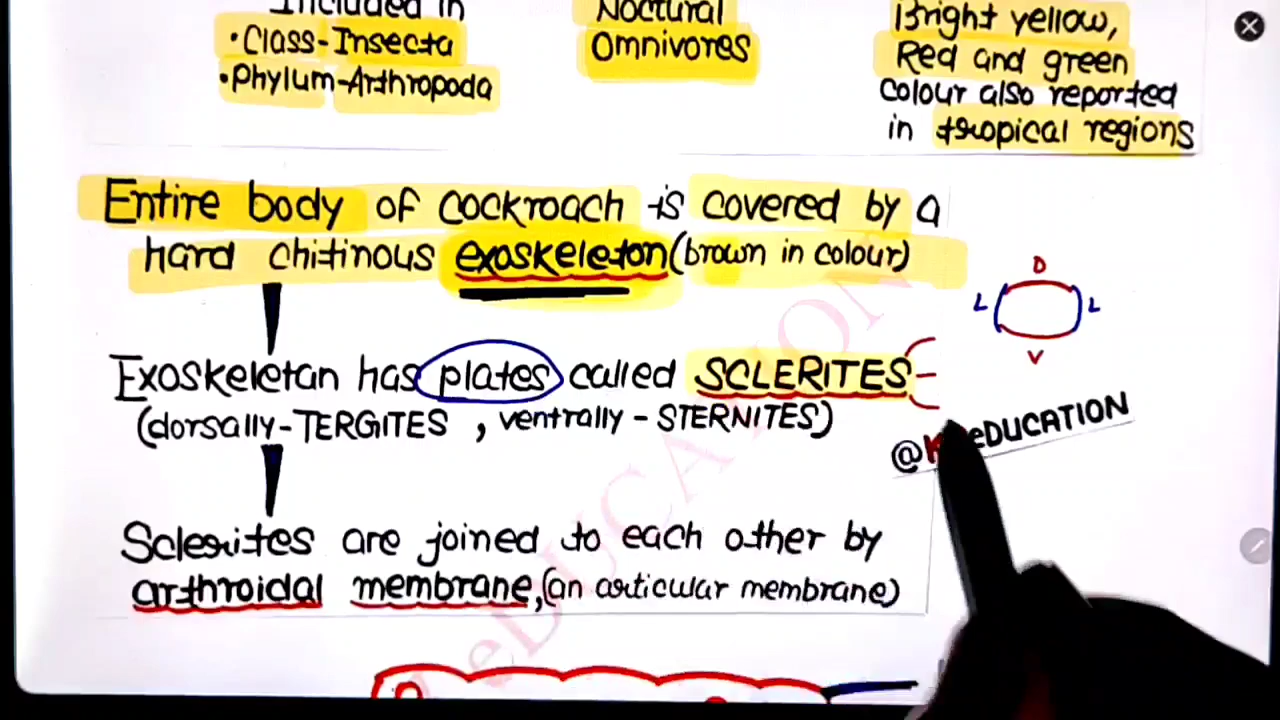 Included in
•Class-Insecta
•Phylum-Arthropoda
Noctural
Omnivores
Bright yellow,
Red and green
colour also reported
in tropical regions
Entire body of cockroach is covered by a
hard chitinous exoskeleton (brown in colour)
D
L L
V
Exoskeletan has plates called SCLERITES
(dorsally-TERGITES , ventrally-STERNITES)
eDUCATION
Sclerites are joined to each other by
arthroidal membrane,(an articular membrane)
eDUCATION